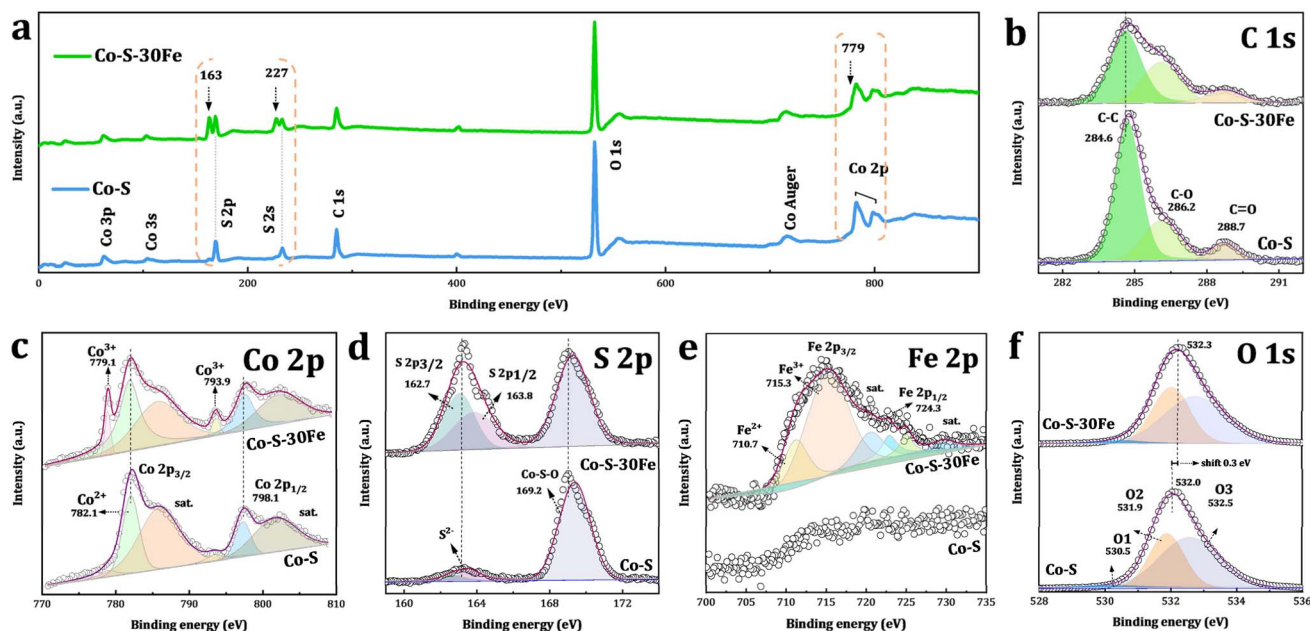 a
Co-S-30Fe
163
227
779
Co-S
Co 3p
Co 3s
S 2p
S 2s
C 1s
O 1s
Co Auger
Co 2p
Intensity (a.u.)
0
200
400
600
800
Binding energy (eV)
b
C 1s
Co-S-30Fe
C-C
284.6
C-O
286.2
C=O
288.7
Co-S
Intensity (a.u.)
282
285
288
291
Binding energy (eV)
c
Co 2p
Co3+
779.1
Co3+
793.9
Co-S-30Fe
Co 2p3/2
Co2+
782.1
sat.
Co 2p1/2
798.1
sat.
Co-S
Intensity (a.u.)
770
780
790
800
810
Binding energy (eV)
d
S 2p
S 2p3/2
162.7
S 2p1/2
163.8
Co-S-30Fe
Co-S-O
169.2
S2-
Co-S
Intensity (a.u.)
160
164
168
172
Binding energy (eV)
e
Fe 2p
Fe 2p3/2
Fe3+
715.3
sat.
Fe 2p1/2
724.3
Fe2+
710.7
sat.
Co-S-30Fe
Co-S
Intensity (a.u.)
700
705
710
715
720
725
730
735
Binding energy (eV)
f
O 1s
532.3
Co-S-30Fe
shift 0.3 eV
532.0
O2
531.9
O3
532.5
O1
530.5
Co-S
Intensity (a.u.)
528
530
532
534
536
Binding energy (eV)